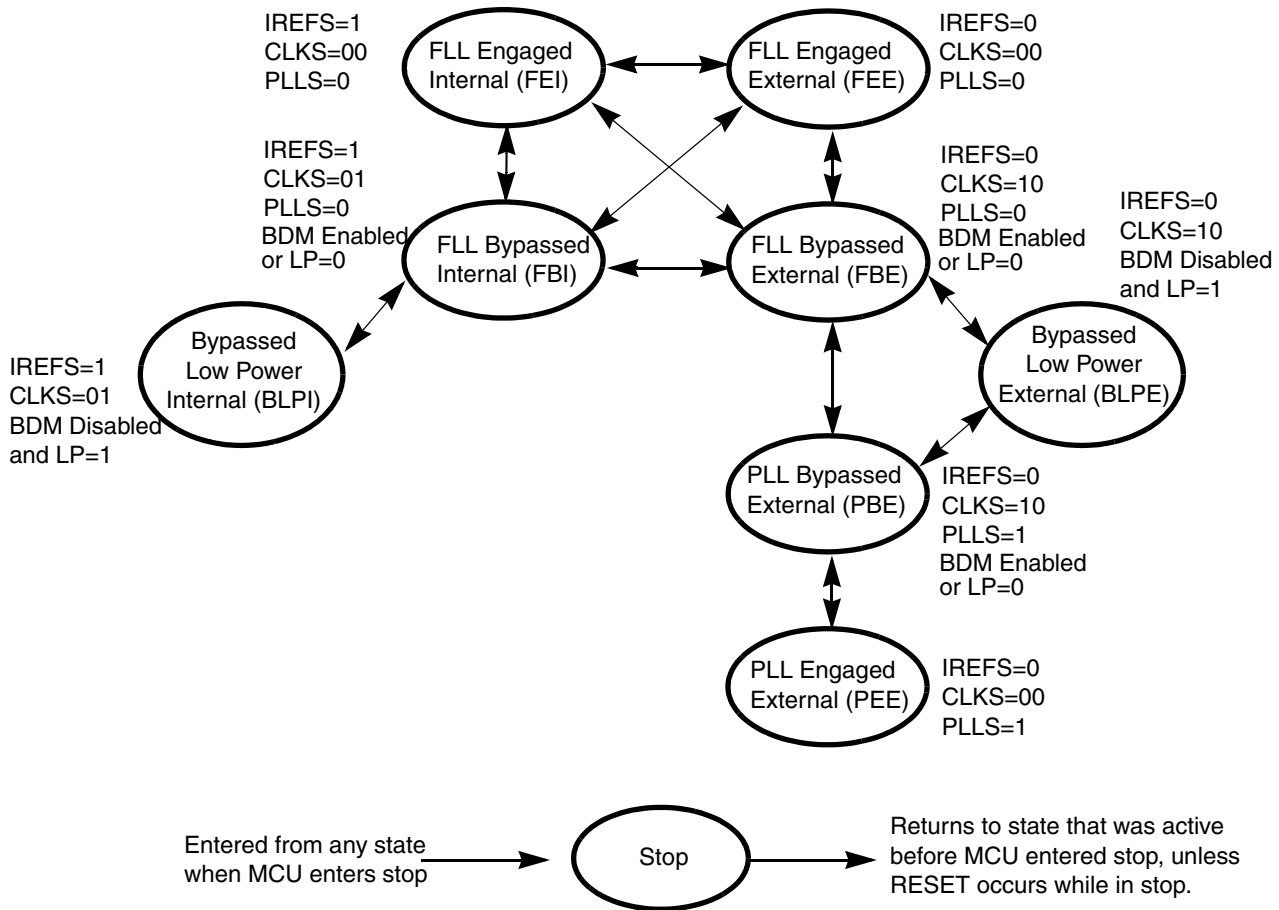 IREFS=1
CLKS=00
PLLS=0
FLL Engaged
Internal (FEI)
FLL Engaged
External (FEE)
IREFS=0
CLKS=00
PLLS=0
IREFS=1
CLKS=01
PLLS=0
BDM Enabled
or LP=0
FLL Bypassed
Internal (FBI)
FLL Bypassed
External (FBE)
IREFS=0
CLKS=10
PLLS=0
BDM Enabled
or LP=0
IREFS=0
CLKS=10
BDM Disabled
and LP=1
IREFS=1
CLKS=01
BDM Disabled
and LP=1
Bypassed
Low Power
Internal (BLPI)
Bypassed
Low Power
External (BLPE)
PLL Bypassed
External (PBE)
IREFS=0
CLKS=10
PLLS=1
BDM Enabled
or LP=0
PLL Engaged
External (PEE)
IREFS=0
CLKS=00
PLLS=1
Entered from any state
when MCU enters stop
Stop
Returns to state that was active
before MCU entered stop, unless
RESET occurs while in stop.